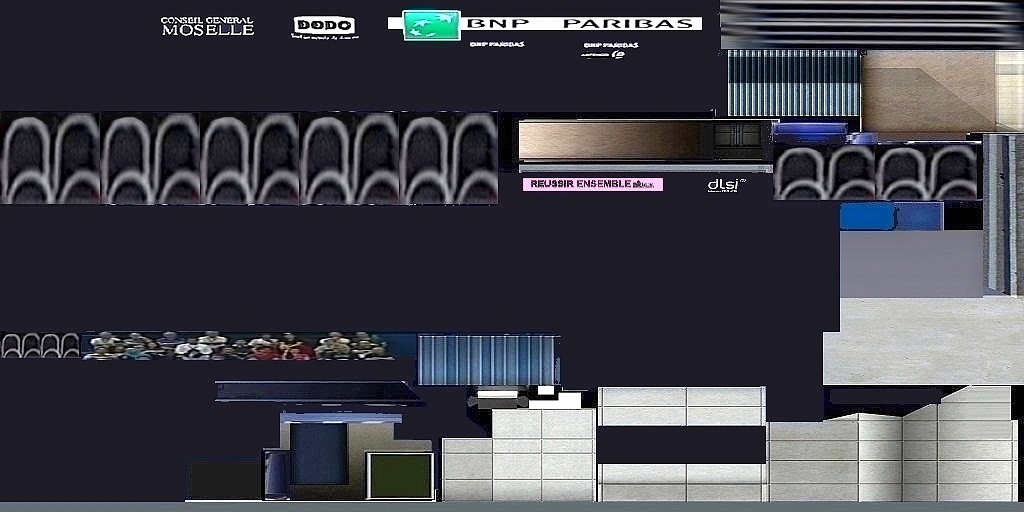 CONSEIL GENERAL
MOSELLE
DODO
BNP PARIBAS
BNP PARIBAS
BNP PARIBAS
REUSSIR ENSEMBLE
dlsi